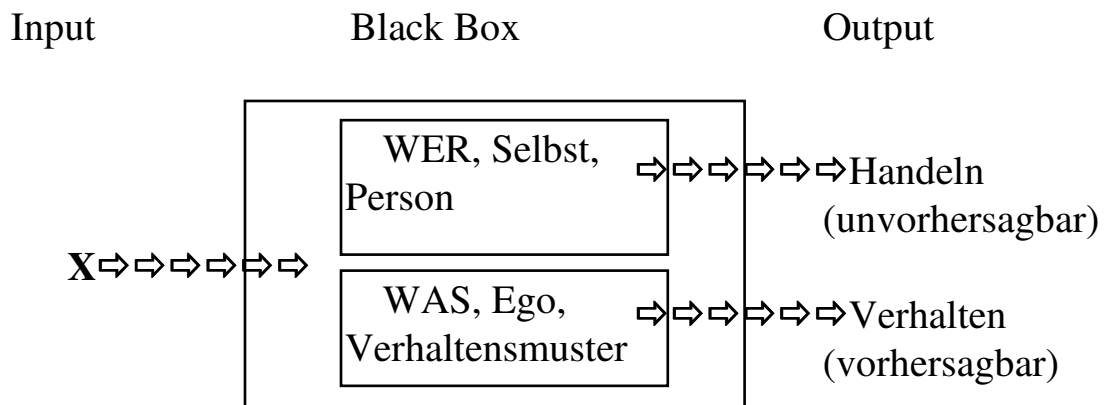 Input Black Box Output
WER, Selbst,
Person
Handeln
(unvorhersagbar)
X
WAS, Ego,
Verhaltensmuster
Verhalten
(vorhersagbar)